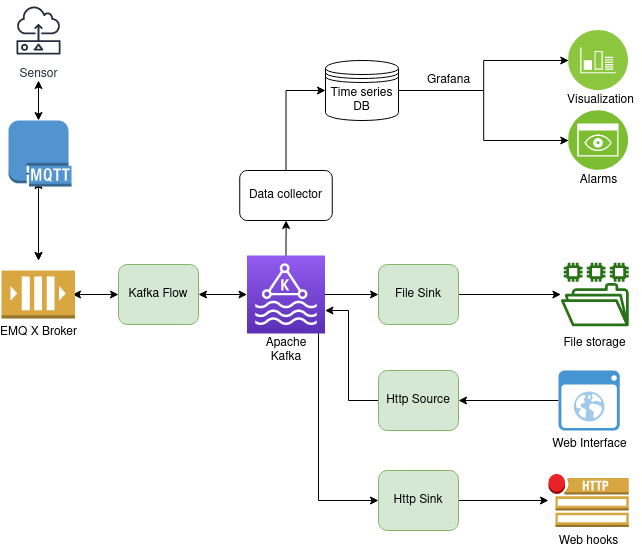 Sensor
MQTT
EMQ X Broker
Kafka Flow
K
Apache
Kafka
Data collector
Time series
DB
Grafana
Visualization
Alarms
File Sink
File storage
Http Source
Web Interface
Http Sink
HTTP
Web hooks